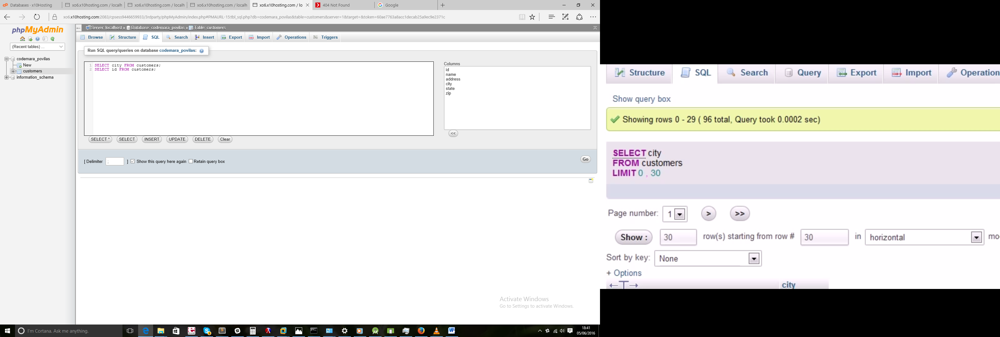 Databases - x10Hosting
xo6.x10hosting.com / localh
xo6.x10hosting.com / localh
xo6.x10hosting.com / localh
xo6.x10hosting.com / lo
404 Not Found
Google
xo6.x10hosting.com:2083/cpsess9446659933/3rdparty/phpMyAdmin/index.php#PMAURL-15:tbl_sql.php?db=codemara_povilas&table=customers&server=1&target=&token=60ae7763a8acc1decab25a9ec9e2371c
phpMyAdmin
(Recent tables) ...
codemara_povilas
New
customers
information_schema
Server: localhost » Database: codemara_povilas » Table: customers
Browse Structure SQL Search Insert Export Import Operations Triggers
Run SQL query/queries on database codemara_povilas:
1 SELECT city FROM customers;
2 SELECT id FROM customers;
Columns
id
name
address
city
state
zip
<<
SELECT * SELECT INSERT UPDATE DELETE Clear
[ Delimiter ; ] Show this query here again Retain query box
Go
Activate Windows
Go to Settings to activate Windows.
I'm Cortana. Ask me anything.
18:41
05/06/2016
Structure SQL Search Query Export Import Operation
Show query box
Showing rows 0 - 29 ( 96 total, Query took 0.0002 sec)
SELECT city
FROM customers
LIMIT 0 , 30
Page number: 1 > >>
Show : 30 row(s) starting from row # 30 in horizontal mo
Sort by key: None
+ Options
←T→ city